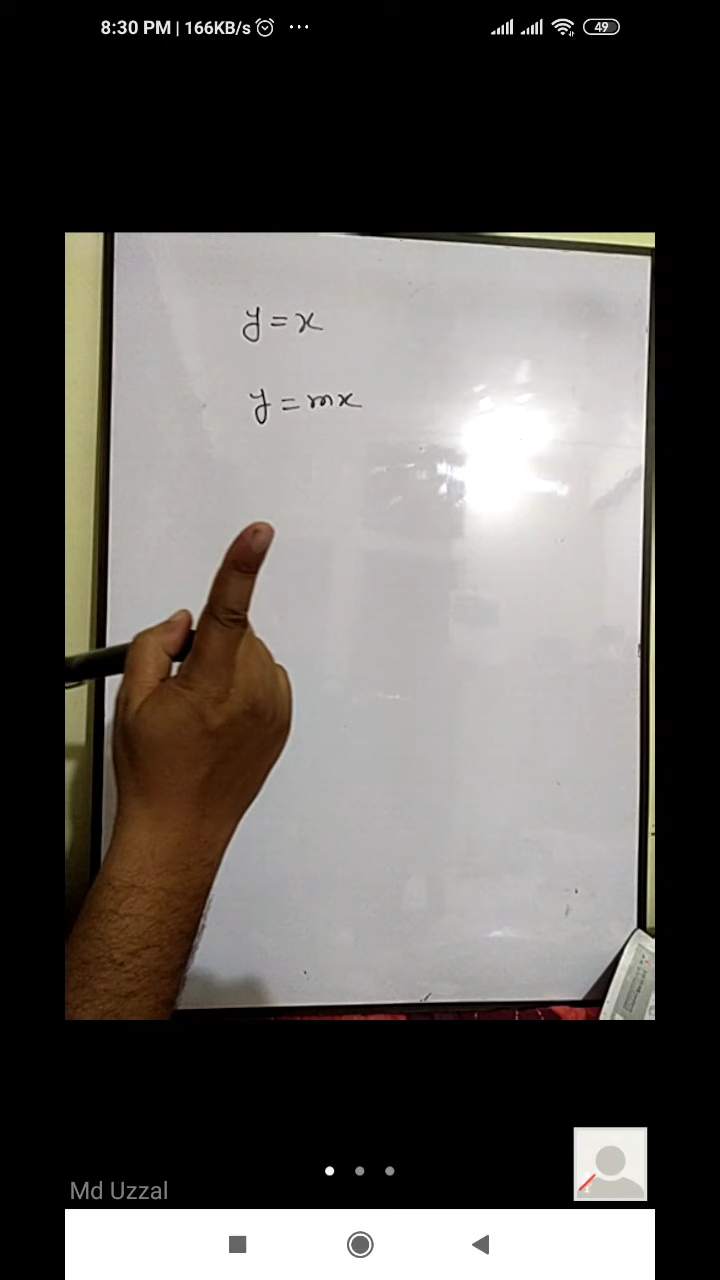 8:30 PM | 166KB/s ...
49
y = x
y = mx
Md Uzzal